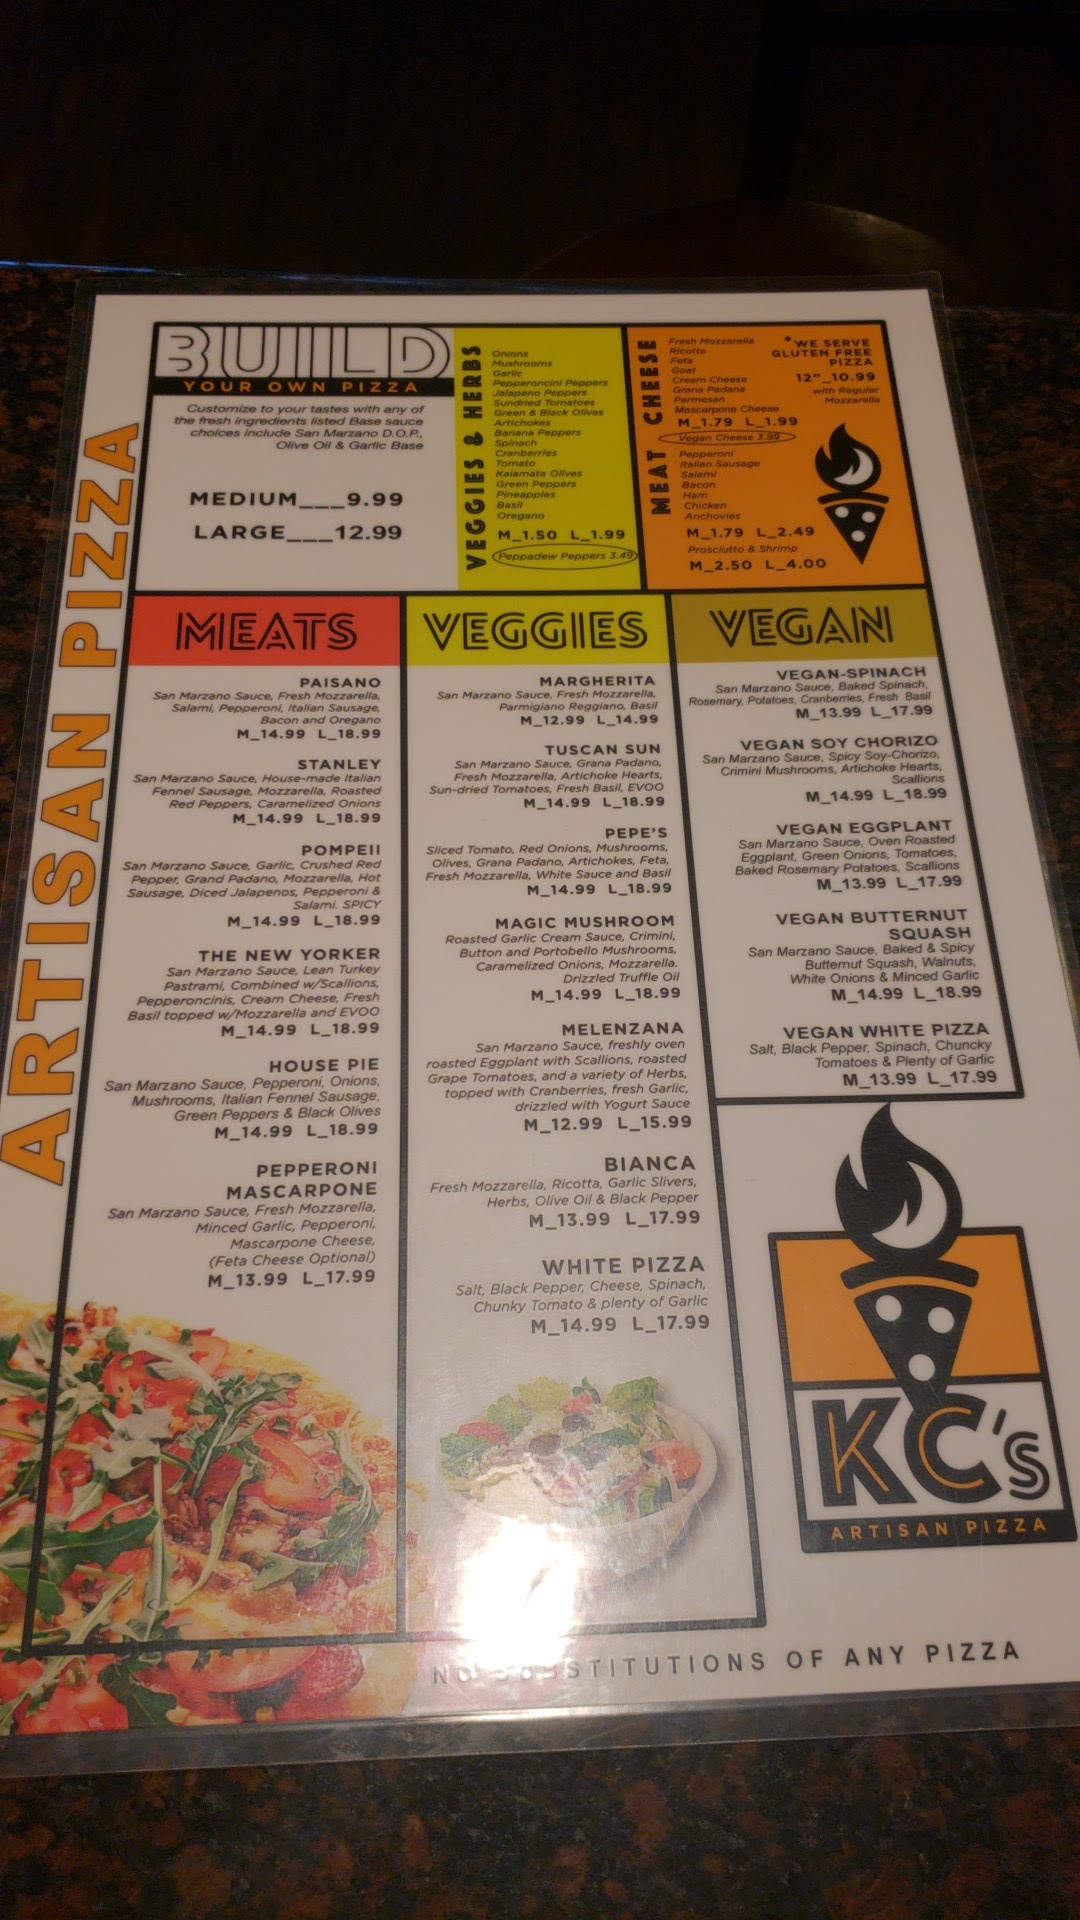 ARTISAN PIZZA
BUILD
YOUR OWN PIZZA
Customize to your tastes with any of
the fresh ingredients listed Base sauce
choices include San Marzano D.O.P.,
Olive Oil & Garlic Base
MEDIUM___9.99
LARGE___12.99
VEGGIES & HERBS
Onions
Mushrooms
Garlic
Pepperoncini Peppers
Jalapeno Peppers
Sundried Tomatoes
Green & Black Olives
Artichokes
Banana Peppers
Spinach
Cranberries
Tomato
Kalamata Olives
Green Peppers
Pineapples
Basil
Oregano
M_1.50 L_1.99
Peppadew Peppers 3.49
CHEESE
Fresh Mozzarella
Ricotta
Feta
Goat
Cream Cheese
Grana Padana
Parmesan
Mascarpone Cheese
M_1.79 L_1.99
Vegan Cheese 3.99
MEAT
Pepperoni
Italian Sausage
Salami
Bacon
Ham
Chicken
Anchovies
M_1.79 L_2.49
Prosciutto & Shrimp
M_2.50 L_4.00
*WE SERVE
GLUTEN FREE
PIZZA
12"_10.99
with Regular
Mozzarella
MEATS
PAISANO
San Marzano Sauce, Fresh Mozzarella,
Salami, Pepperoni, Italian Sausage,
Bacon and Oregano
M_14.99 L_18.99
STANLEY
San Marzano Sauce, House-made Italian
Fennel Sausage, Mozzarella, Roasted
Red Peppers, Caramelized Onions
M_14.99 L_18.99
POMPEII
San Marzano Sauce, Garlic, Crushed Red
Pepper, Grand Padano, Mozzarella, Hot
Sausage, Diced Jalapenos, Pepperoni &
Salami. SPICY
M_14.99 L_18.99
THE NEW YORKER
San Marzano Sauce, Lean Turkey
Pastrami, Combined w/Scallions,
Pepperoncinis, Cream Cheese, Fresh
Basil topped w/Mozzarella and EVOO
M_14.99 L_18.99
HOUSE PIE
San Marzano Sauce, Pepperoni, Onions,
Mushrooms, Italian Fennel Sausage,
Green Peppers & Black Olives
M_14.99 L_18.99
PEPPERONI
MASCARPONE
San Marzano Sauce, Fresh Mozzarella,
Minced Garlic, Pepperoni,
Mascarpone Cheese,
(Feta Cheese Optional)
M_13.99 L_17.99
VEGGIES
MARGHERITA
San Marzano Sauce, Fresh Mozzarella,
Parmigiano Reggiano, Basil
M_12.99 L_14.99
TUSCAN SUN
San Marzano Sauce, Grana Padano,
Fresh Mozzarella, Artichoke Hearts,
Sun-dried Tomatoes, Fresh Basil, EVOO
M_14.99 L_18.99
PEPE'S
Sliced Tomato, Red Onions, Mushrooms,
Olives, Grana Padano, Artichokes, Feta,
Fresh Mozzarella, White Sauce and Basil
M_14.99 L_18.99
MAGIC MUSHROOM
Roasted Garlic Cream Sauce, Crimini,
Button and Portobello Mushrooms,
Caramelized Onions, Mozzarella.
Drizzled Truffle Oil
M_14.99 L_18.99
MELENZANA
San Marzano Sauce, freshly oven
roasted Eggplant with Scallions, roasted
Grape Tomatoes, and a variety of Herbs,
topped with Cranberries, fresh Garlic,
drizzled with Yogurt Sauce
M_12.99 L_15.99
BIANCA
Fresh Mozzarella, Ricotta, Garlic Slivers,
Herbs, Olive Oil & Black Pepper
M_13.99 L_17.99
WHITE PIZZA
Salt, Black Pepper, Cheese, Spinach,
Chunky Tomato & plenty of Garlic
M_14.99 L_17.99
VEGAN
VEGAN-SPINACH
San Marzano Sauce, Baked Spinach,
Rosemary, Potatoes, Cranberries, Fresh Basil
M_13.99 L_17.99
VEGAN SOY CHORIZO
San Marzano Sauce, Spicy Soy-Chorizo,
Crimini Mushrooms, Artichoke Hearts,
Scallions
M_14.99 L_18.99
VEGAN EGGPLANT
San Marzano Sauce, Oven Roasted
Eggplant, Green Onions, Tomatoes,
Baked Rosemary Potatoes, Scallions
M_13.99 L_17.99
VEGAN BUTTERNUT
SQUASH
San Marzano Sauce, Baked & Spicy
Butternut Squash, Walnuts,
White Onions & Minced Garlic
M_14.99 L_18.99
VEGAN WHITE PIZZA
Salt, Black Pepper, Spinach, Chuncky
Tomatoes & Plenty of Garlic
M_13.99 L_17.99
KC's
ARTISAN PIZZA
NO SUBSTITUTIONS OF ANY PIZZA